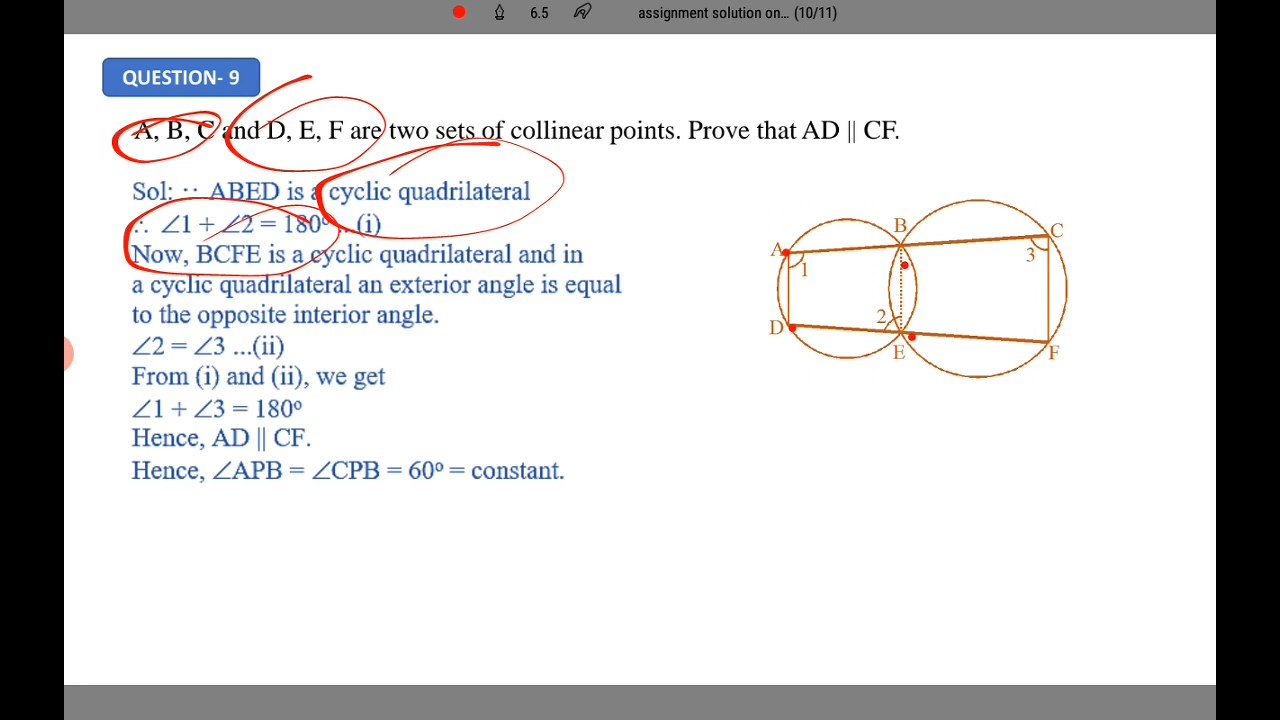 6.5 assignment solution on... (10/11)
QUESTION- 9
A, B, C and D, E, F are two sets of collinear points. Prove that AD || CF.
Sol: ∵ ABED is a cyclic quadrilateral
∴ ∠1 + ∠2 = 180º ...(i)
Now, BCFE is a cyclic quadrilateral and in
a cyclic quadrilateral an exterior angle is equal
to the opposite interior angle.
∠2 = ∠3 ...(ii)
From (i) and (ii), we get
∠1 + ∠3 = 180º
Hence, AD || CF.
Hence, ∠APB = ∠CPB = 60º = constant.
B
C
A
3
1
2
D
E
F